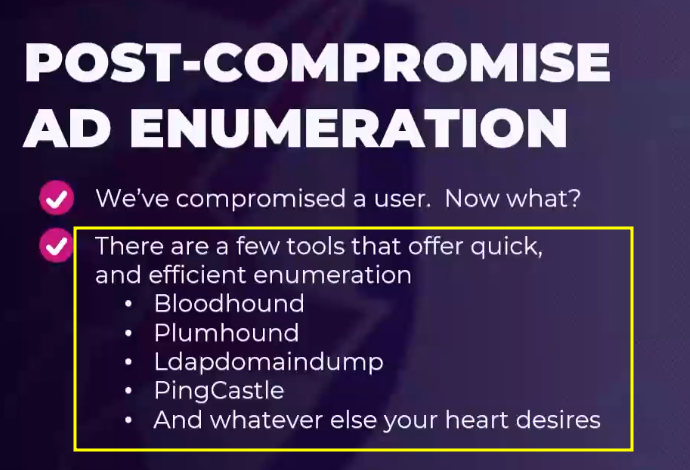 POST-COMPROMISE
AD ENUMERATION
We've compromised a user.  Now what?
There are a few tools that offer quick,
and efficient enumeration
• Bloodhound
• Plumhound
• Ldapdomaindump
• PingCastle
• And whatever else your heart desires